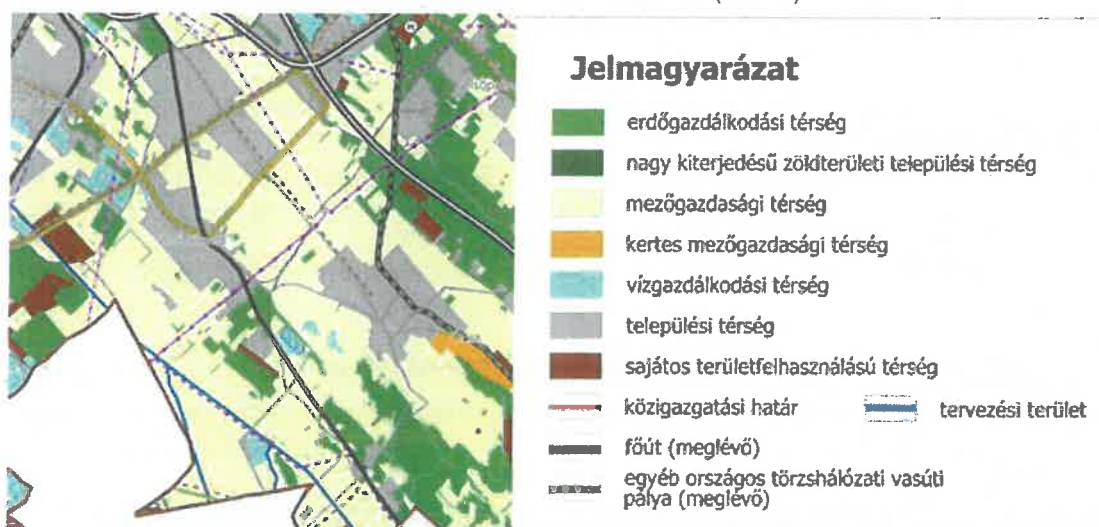 Jelmagyarázat
erdőgazdálkodási térség
nagy kiterjedésű zöldterületi települési térség
mezőgazdasági térség
kertes mezőgazdasági térség
vízgazdálkodási térség
települési térség
sajátos területfelhasználású térség
közigazgatási határ
tervezési terület
főút (meglévő)
egyéb országos törzshálózati vasúti
pálya (meglévő)